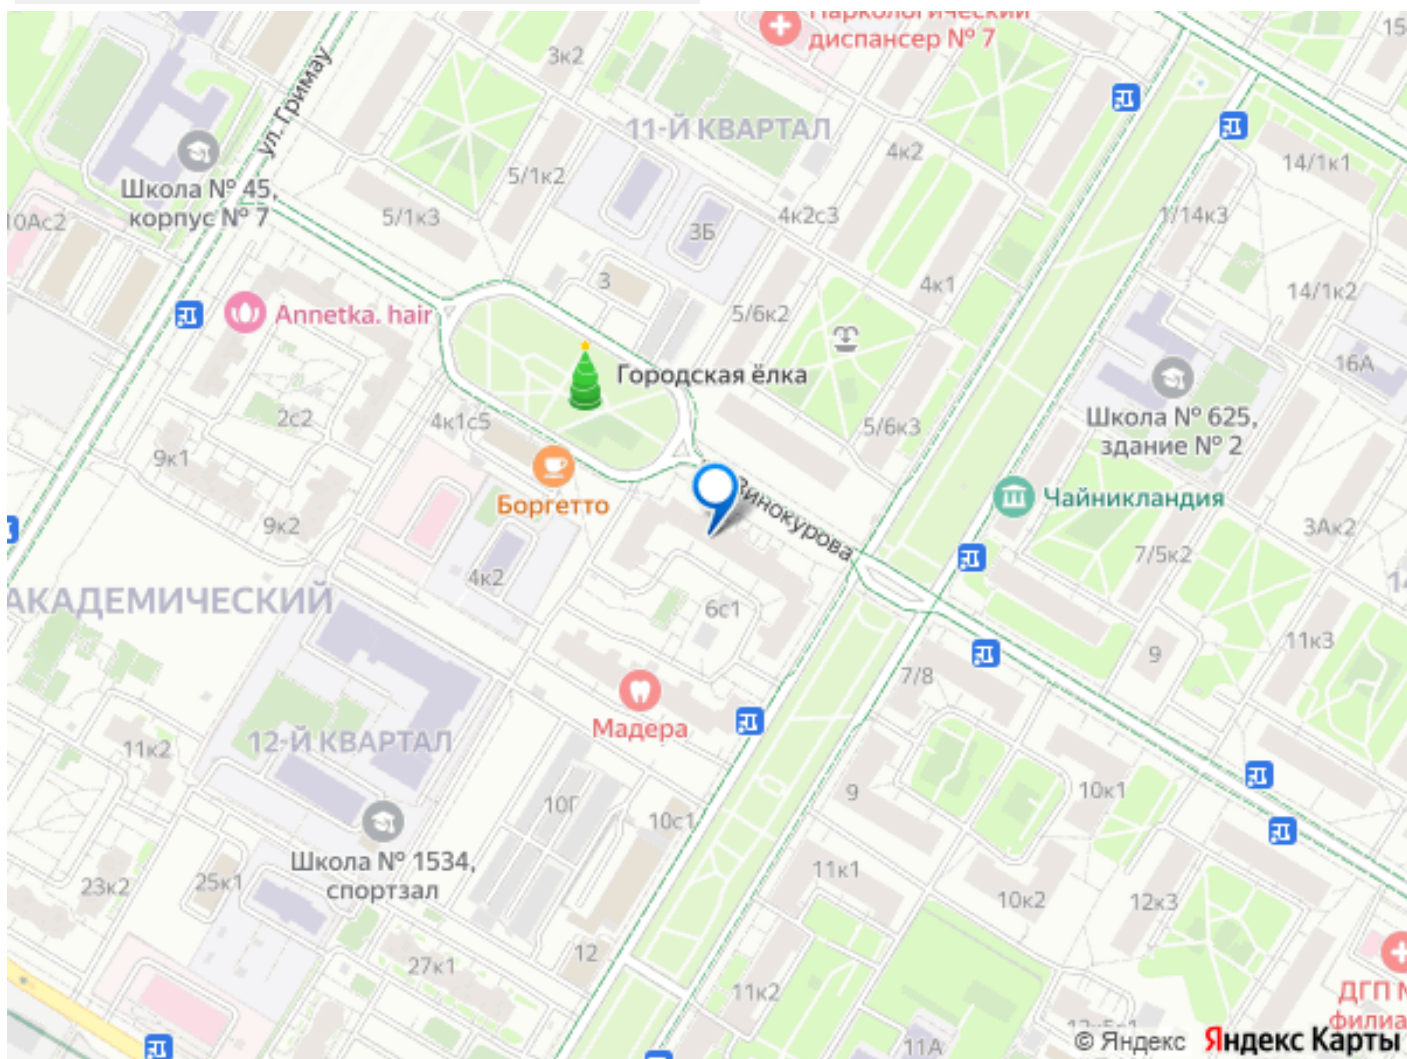 Наркологический
диспансер № 7
15
3к2
ул. Гримау
11-Й КВАРТАЛ
4к2
14/1к1
Школа № 45,
корпус № 7
5/1к2
10Ас2
5/1к3
3Б
4к2с3
1/14к3
3
4к1
14/1к2
Annetka. hair
5/6к2
16А
Городская ёлка
2с2
4к1с5
5/6к3
Школа № 625,
здание № 2
9к1
Боргетто
Винокурова
Чайникландия
9к2
3Ак2
7/5к2
4к2
14
АКАДЕМИЧЕСКИЙ
6с1
11к3
9
7/8
Мадера
11к2
12-Й КВАРТАЛ
10Г
9
10к1
10с1
Школа № 1534,
спортзал
11к1
23к2
25к1
10к2
12к3
12
27к1
11к2
ДГП №
филиа
11А
© Яндекс Яндекс Карты